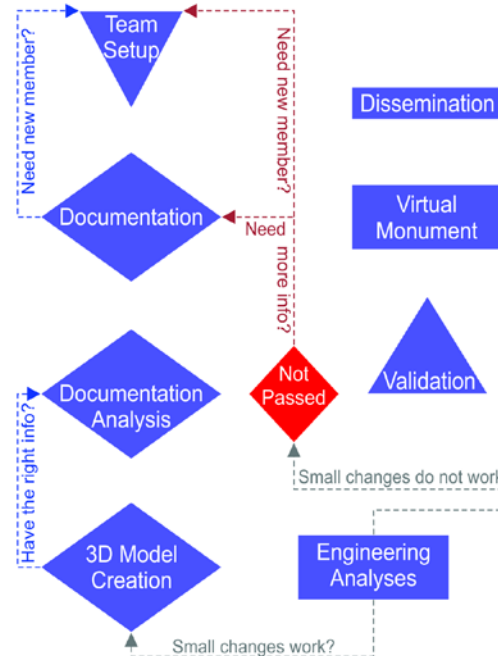 Team
Setup
Need new member?
Need new member?
Dissemination
Documentation
Need
more info?
Virtual
Monument
Not
Passed
Validation
Documentation
Analysis
Have the right info?
Small changes do not work
3D Model
Creation
Engineering
Analyses
Small changes work?